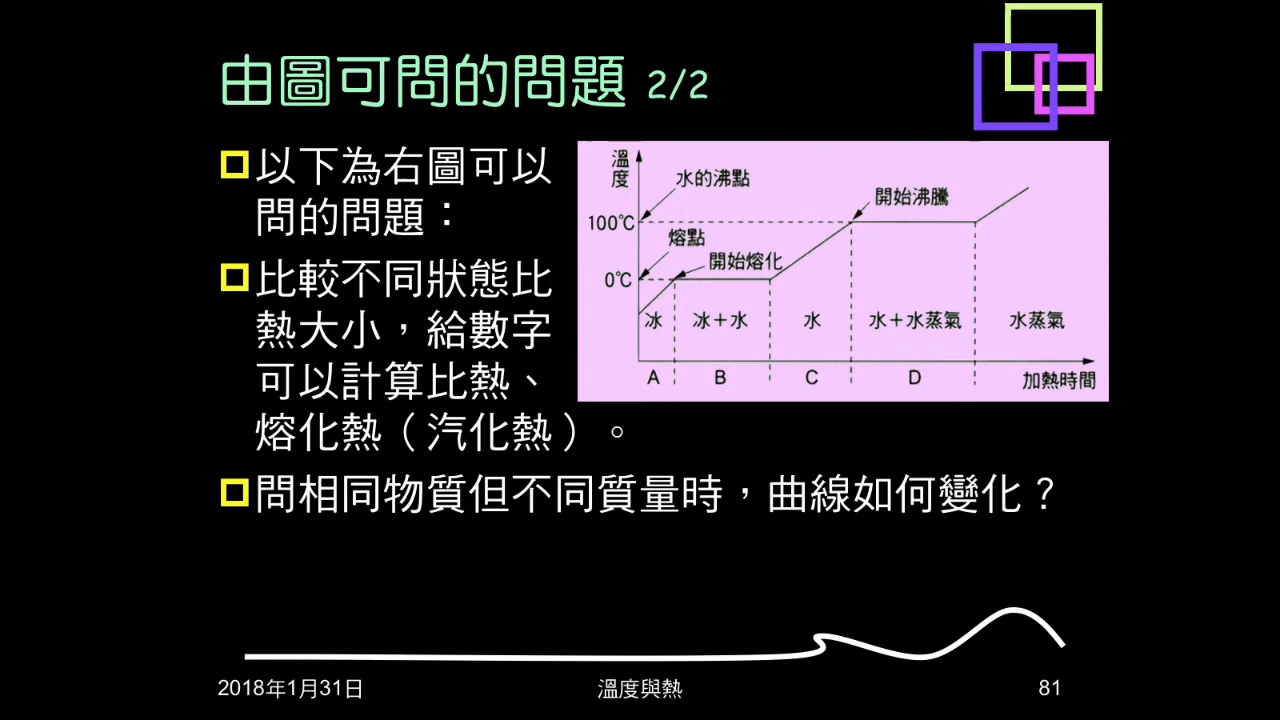 由圖可問的問題 2/2
以下為右圖可以
問的問題：
比較不同狀態比
熱大小，給數字
可以計算比熱、
熔化熱（汽化熱）。
問相同物質但不同質量時，曲線如何變化？
溫度
水的沸點
開始沸騰
100℃
熔點
開始熔化
0℃
冰
冰＋水
水
水＋水蒸氣
水蒸氣
A
B
C
D
加熱時間
2018年1月31日
溫度與熱
81